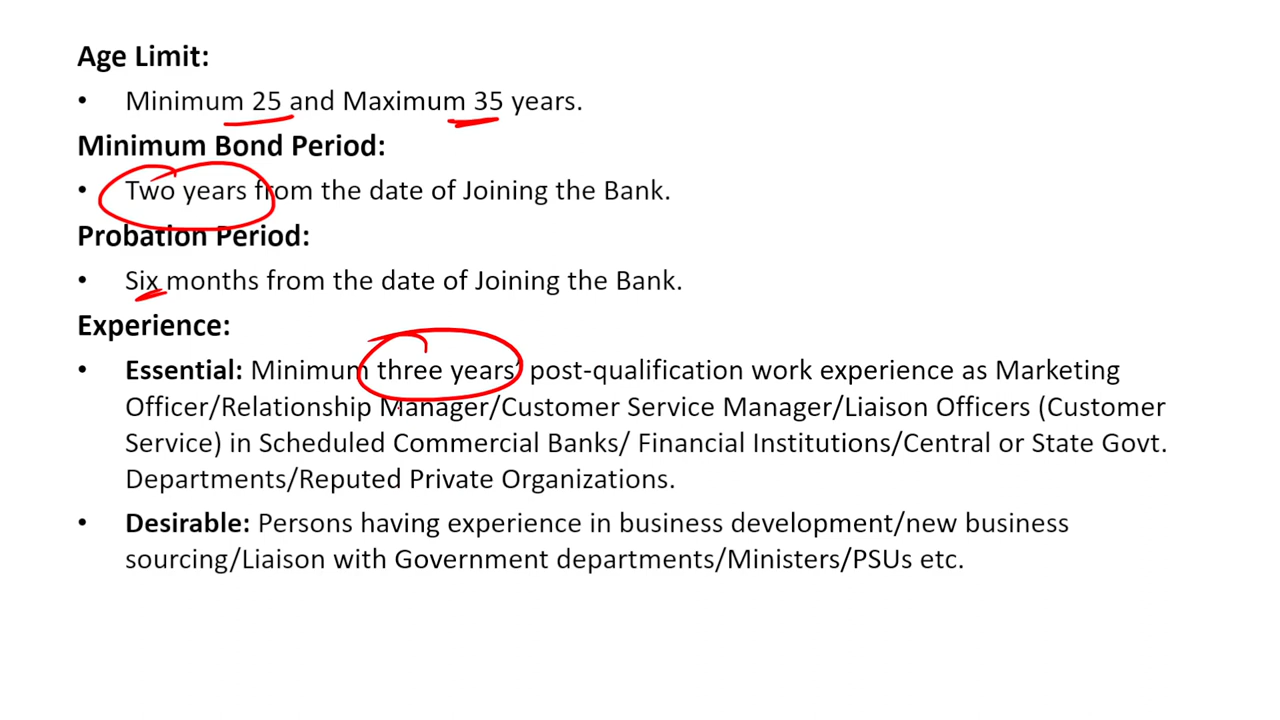 Age Limit:
• Minimum 25 and Maximum 35 years.
Minimum Bond Period:
• Two years from the date of Joining the Bank.
Probation Period:
• Six months from the date of Joining the Bank.
Experience:
• Essential: Minimum three years' post-qualification work experience as Marketing
Officer/Relationship Manager/Customer Service Manager/Liaison Officers (Customer
Service) in Scheduled Commercial Banks/ Financial Institutions/Central or State Govt.
Departments/Reputed Private Organizations.
• Desirable: Persons having experience in business development/new business
sourcing/Liaison with Government departments/Ministers/PSUs etc.